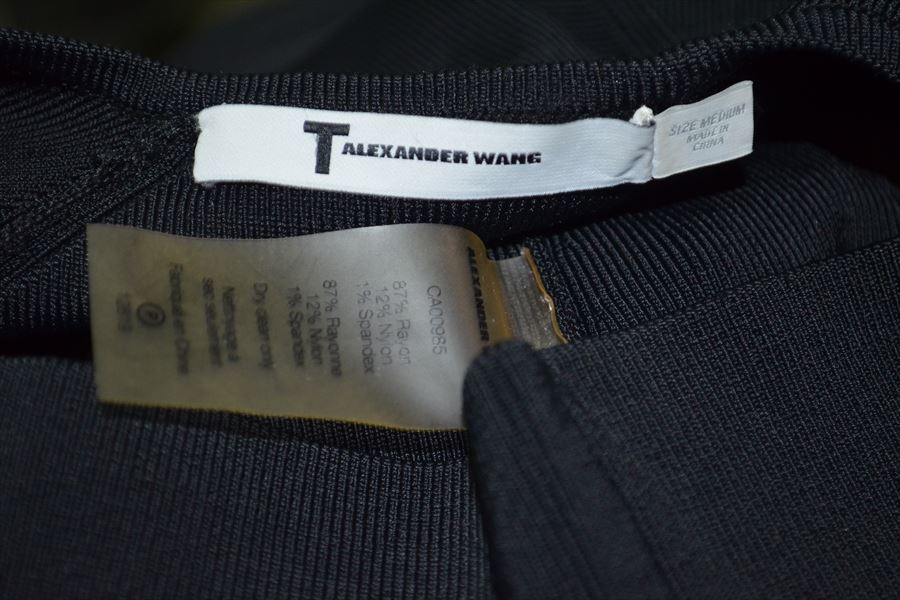 T ALEXANDER WANG
SIZE MEDIUM
MADE IN
CHINA
ALEXANDER
CA00985
87% Rayon
12% Nylon
1% Spandex
87% Rayonne
12% Nylon
1% Spandex
Dry clean only
Nettoyage à
sec seulement
Fabriqué en Chine